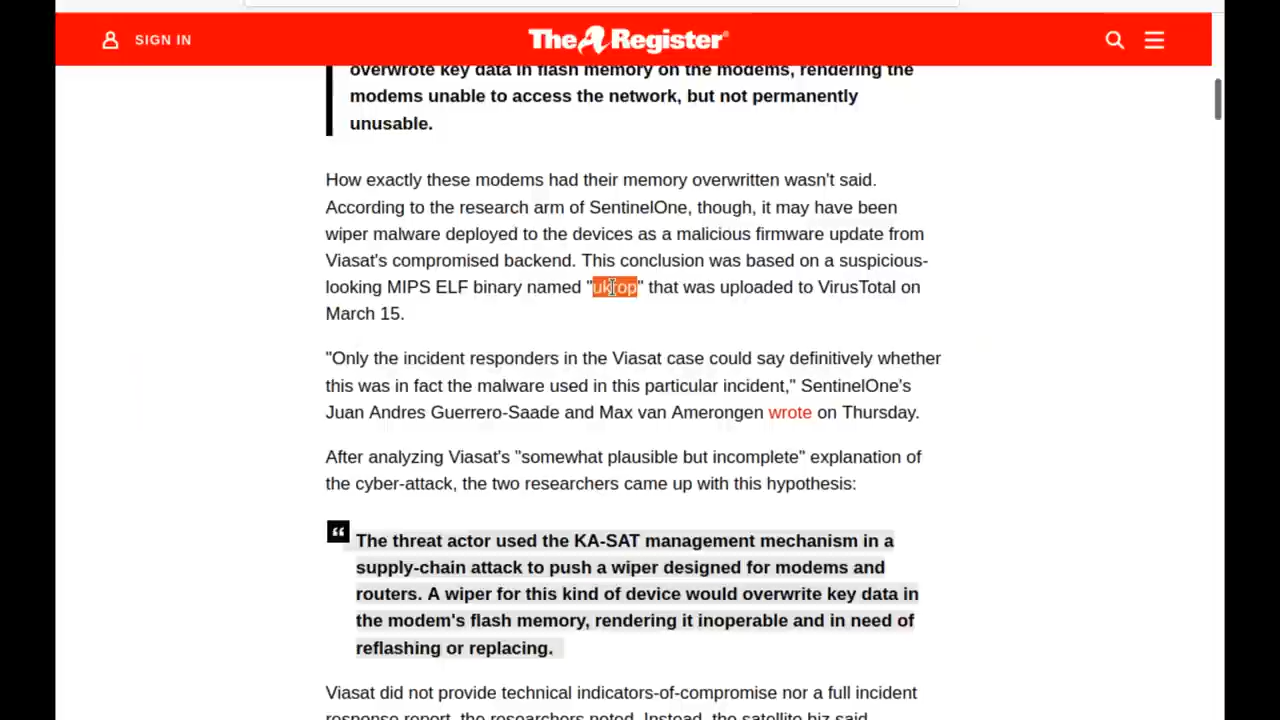 SIGN IN
The Register®
overwrote key data in flash memory on the modems, rendering the
modems unable to access the network, but not permanently
unusable.
How exactly these modems had their memory overwritten wasn't said.
According to the research arm of SentinelOne, though, it may have been
wiper malware deployed to the devices as a malicious firmware update from
Viasat's compromised backend. This conclusion was based on a suspicious-
looking MIPS ELF binary named "ukrop" that was uploaded to VirusTotal on
March 15.
"Only the incident responders in the Viasat case could say definitively whether
this was in fact the malware used in this particular incident," SentinelOne's
Juan Andres Guerrero-Saade and Max van Amerongen wrote on Thursday.
After analyzing Viasat's "somewhat plausible but incomplete" explanation of
the cyber-attack, the two researchers came up with this hypothesis:
“
The threat actor used the KA-SAT management mechanism in a
supply-chain attack to push a wiper designed for modems and
routers. A wiper for this kind of device would overwrite key data in
the modem's flash memory, rendering it inoperable and in need of
reflashing or replacing.
Viasat did not provide technical indicators-of-compromise nor a full incident
response report, the researchers noted. Instead, the satellite biz said